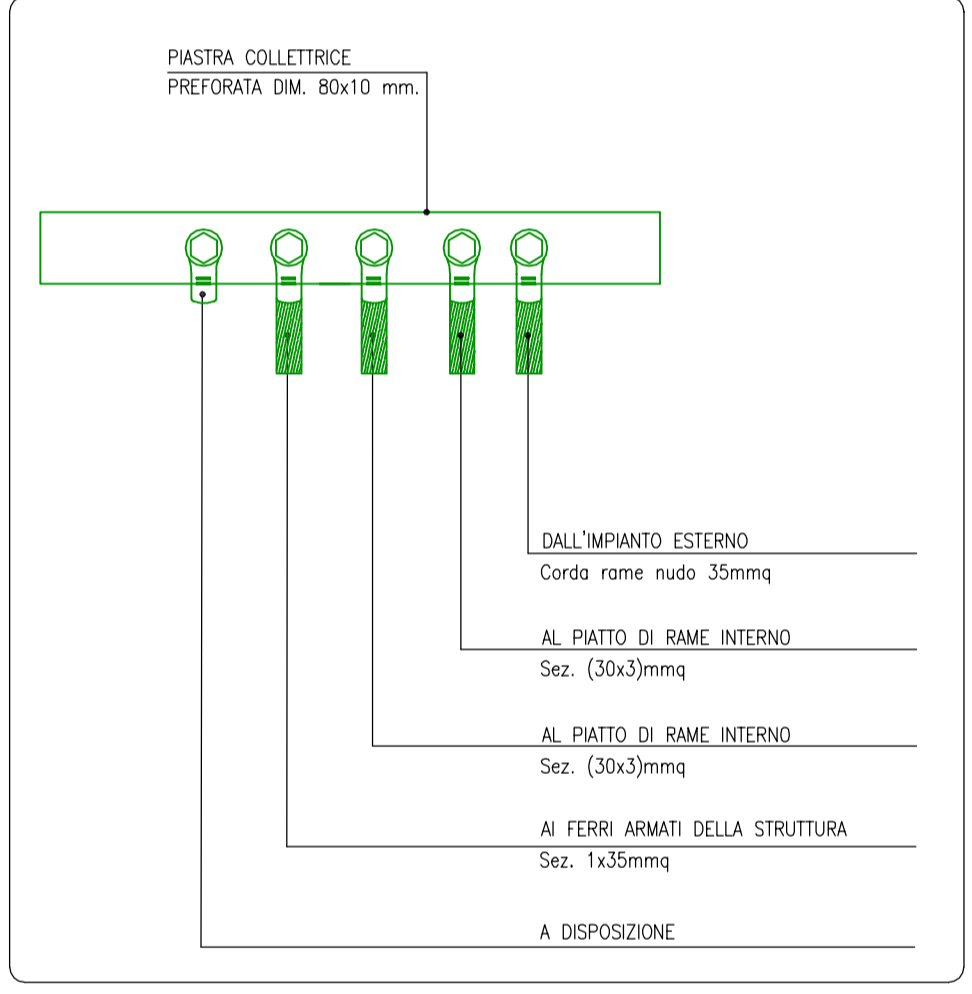 PIASTRA COLLETTRICE
PREFORATA DIM. 80x10 mm.
DALL'IMPIANTO ESTERNO
Corda rame nudo 35mmq
AL PIATTO DI RAME INTERNO
Sez. (30x3)mmq
AL PIATTO DI RAME INTERNO
Sez. (30x3)mmq
AI FERRI ARMATI DELLA STRUTTURA
Sez. 1x35mmq
A DISPOSIZIONE